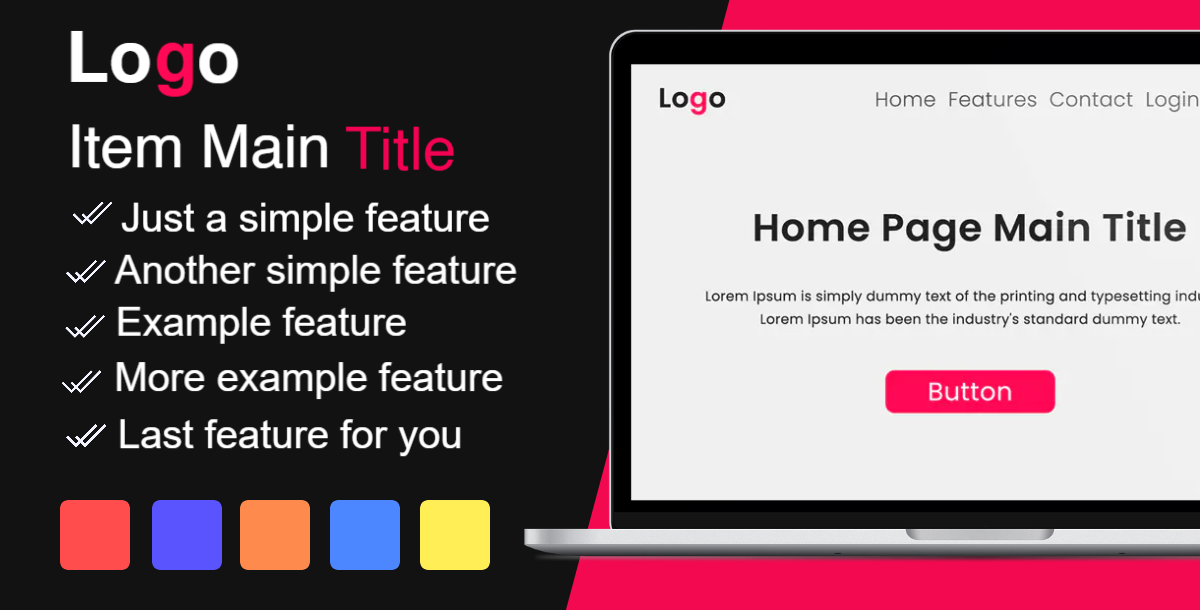 Logo
Item Main Title
Just a simple feature
Another simple feature
Example feature
More example feature
Last feature for you
Logo
Home Features Contact Login
Home Page Main Title
Lorem Ipsum is simply dummy text of the printing and typesetting
Lorem Ipsum has been the industry's standard dummy text.
Button